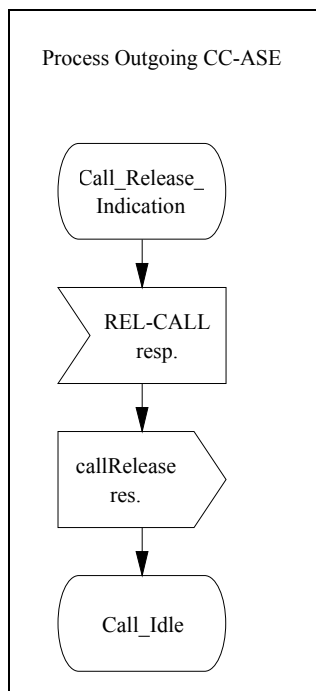 Process Outgoing CC-ASE
Call_Release_
Indication
REL-CALL
resp.
callRelease
res.
Call_Idle